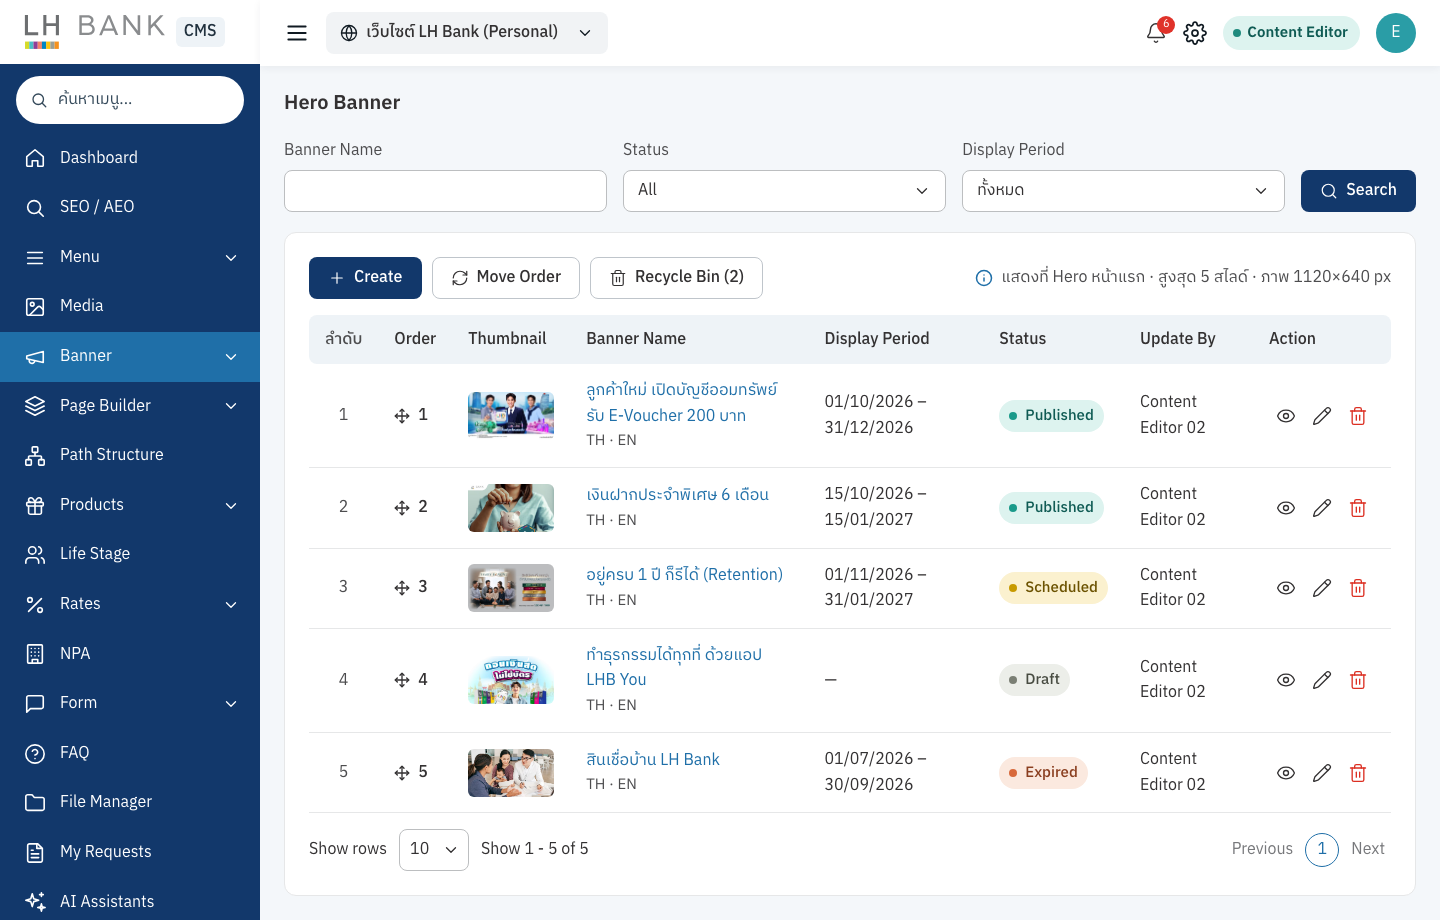 LH BANK CMS
เว็บไซต์ LH Bank (Personal)
6
Content Editor
E
ค้นหาเมนู...
Dashboard
SEO / AEO
Menu
Media
Banner
Page Builder
Path Structure
Products
Life Stage
Rates
NPA
Form
FAQ
File Manager
My Requests
AI Assistants
Hero Banner
Banner Name
Status
Display Period
All
ทั้งหมด
Search
Create
Move Order
Recycle Bin (2)
แสดงที่ Hero หน้าแรก · สูงสุด 5 สไลด์ · ภาพ 1120×640 px
ลำดับ Order Thumbnail Banner Name Display Period Status Update By Action
1 1
ลูกค้าใหม่ เปิดบัญชีออมทรัพย์
รับ E-Voucher 200 บาท
TH · EN
01/10/2026 –
31/12/2026
Published
Content
Editor 02
2 2
เงินฝากประจำพิเศษ 6 เดือน
TH · EN
15/10/2026 –
15/01/2027
Published
Content
Editor 02
3 3
อยู่ครบ 1 ปี ก็รีได้ (Retention)
TH · EN
01/11/2026 –
31/01/2027
Scheduled
Content
Editor 02
4 4
ทำธุรกรรมได้ทุกที่ ด้วยแอป
LHB You
TH · EN
—
Draft
Content
Editor 02
5 5
สินเชื่อบ้าน LH Bank
TH · EN
01/07/2026 –
30/09/2026
Expired
Content
Editor 02
Show rows 10 Show 1 - 5 of 5
Previous 1 Next